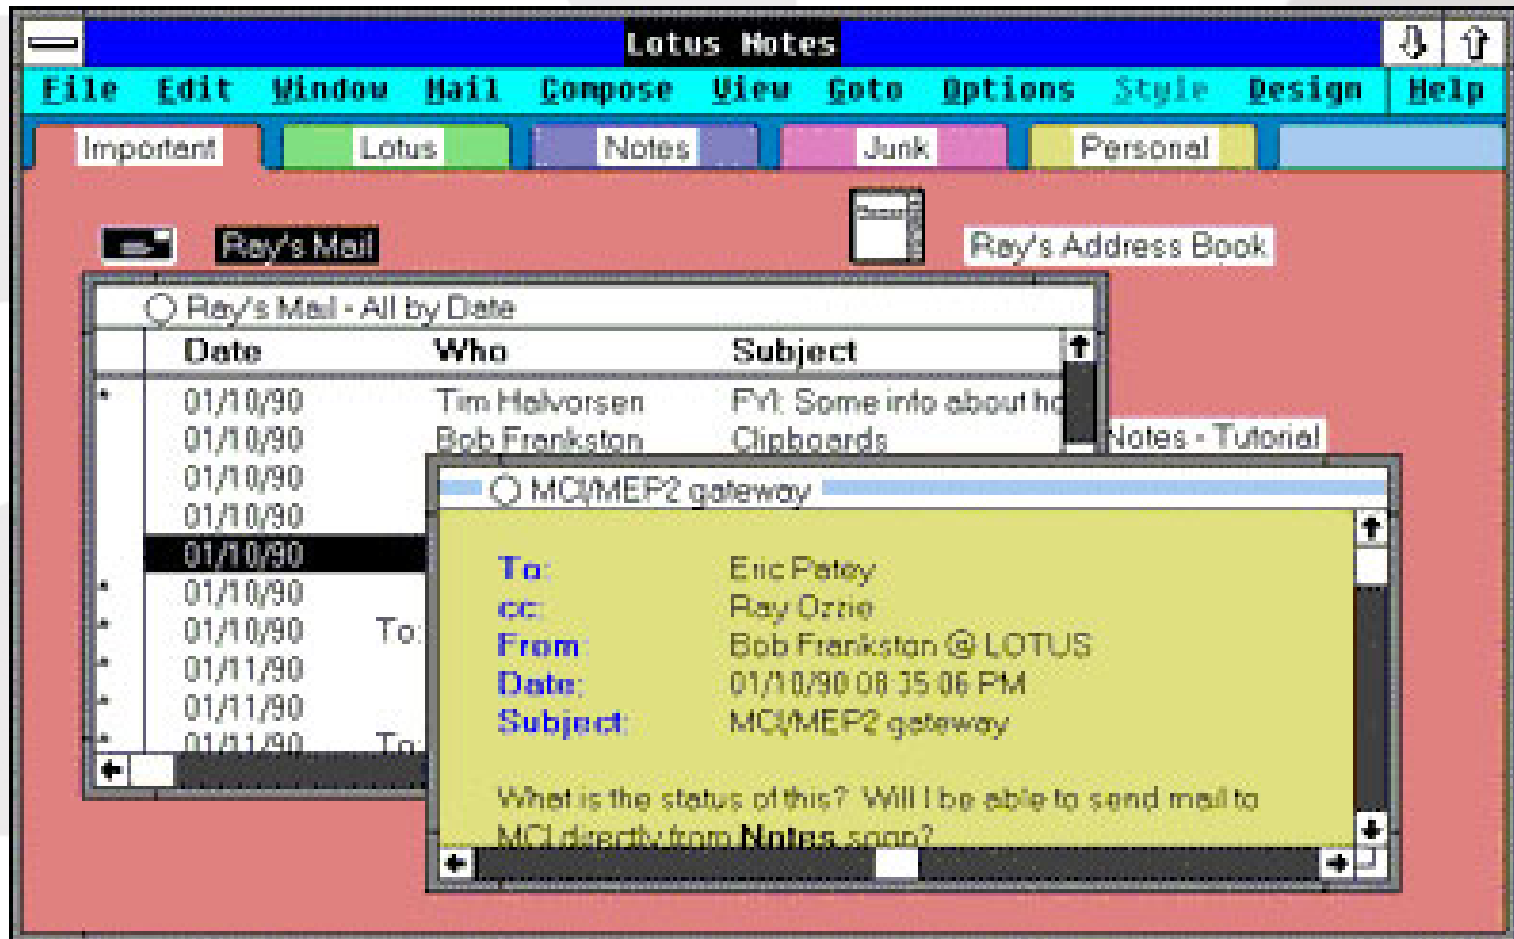 Lotus Notes
File Edit Window Mail Compose View Goto Options Style Design Help
Important Lotus Notes Junk Personal
Ray's Mail Ray's Address Book
Ray's Mail - All by Date
Date Who Subject
* 01/10/90 Tim Halvorsen FYI: Some info about ho
01/10/90 Bob Frankston Clipboards
01/10/90
01/10/90
01/10/90
* 01/10/90
* 01/10/90 To:
* 01/11/90
* 01/11/90
* 01/11/90 To:
Notes - Tutorial
MCI/MEP2 gateway
To: Eric Patey
cc: Ray Ozzie
From: Bob Frankston @ LOTUS
Date: 01/10/90 08:35:06 PM
Subject: MCI/MEP2 gateway
What is the status of this? Will I be able to send mail to
MCI directly from Notes soon?